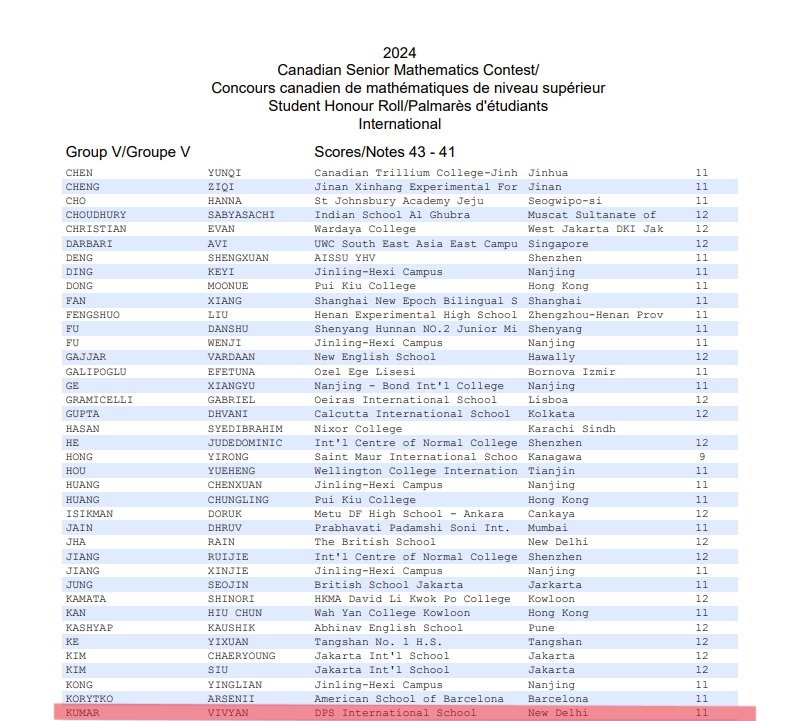 2024
Canadian Senior Mathematics Contest/
Concours canadien de mathématiques de niveau supérieur
Student Honour Roll/Palmarès d'étudiants
International
Group V/Groupe V Scores/Notes 43 - 41
CHEN YUNQI Canadian Trillium College-Jinh Jinhua 11
CHENG ZIQI Jinan Xinhang Experimental For Jinan 11
CHO HANNA St Johnsbury Academy Jeju Seogwipo-si 11
CHOUDHURY SABYASACHI Indian School Al Ghubra Muscat Sultanate of 12
CHRISTIAN EVAN Wardaya College West Jakarta DKI Jak 12
DARBARI AVI UWC South East Asia East Campu Singapore 12
DENG SHENGXUAN AISSU YHV Shenzhen 11
DING KEYI Jinling-Hexi Campus Nanjing 11
DONG MOONUE Pui Kiu College Hong Kong 11
FAN XIANG Shanghai New Epoch Bilingual S Shanghai 11
FENGSHUO LIU Henan Experimental High School Zhengzhou-Henan Prov 11
FU DANSHU Shenyang Hunnan NO.2 Junior Mi Shenyang 11
FU WENJI Jinling-Hexi Campus Nanjing 11
GAJJAR VARDAAN New English School Hawally 12
GALIPOGLU EFETUNA Ozel Ege Lisesi Bornova Izmir 11
GE XIANGYU Nanjing - Bond Int'l College Nanjing 11
GRAMICELLI GABRIEL Oeiras International School Lisboa 12
GUPTA DHVANI Calcutta International School Kolkata 12
HASAN SYEDIBRAHIM Nixor College Karachi Sindh
HE JUDEDOMINIC Int'l Centre of Normal College Shenzhen 12
HONG YIRONG Saint Maur International Schoo Kanagawa 9
HOU YUEHENG Wellington College Internation Tianjin 11
HUANG CHENXUAN Jinling-Hexi Campus Nanjing 11
HUANG CHUNGLING Pui Kiu College Hong Kong 11
ISIKMAN DORUK Metu DF High School - Ankara Cankaya 12
JAIN DHRUV Prabhavati Padamshi Soni Int. Mumbai 11
JHA RAIN The British School New Delhi 12
JIANG RUIJIE Int'l Centre of Normal College Shenzhen 12
JIANG XINJIE Jinling-Hexi Campus Nanjing 11
JUNG SEOJIN British School Jakarta Jarkarta 11
KAMATA SHINORI HKMA David Li Kwok Po College Kowloon 12
KAN HIU CHUN Wah Yan College Kowloon Hong Kong 11
KASHYAP KAUSHIK Abhinav English School Pune 12
KE YIXUAN Tangshan No. 1 H.S. Tangshan 12
KIM CHAERYOUNG Jakarta Int'l School Jakarta 12
KIM SIU Jakarta Int'l School Jakarta 12
KONG YINGLIAN Jinling-Hexi Campus Nanjing 11
KORYTKO ARSENII American School of Barcelona Barcelona 11
KUMAR VIVYAN DPS International School New Delhi 11